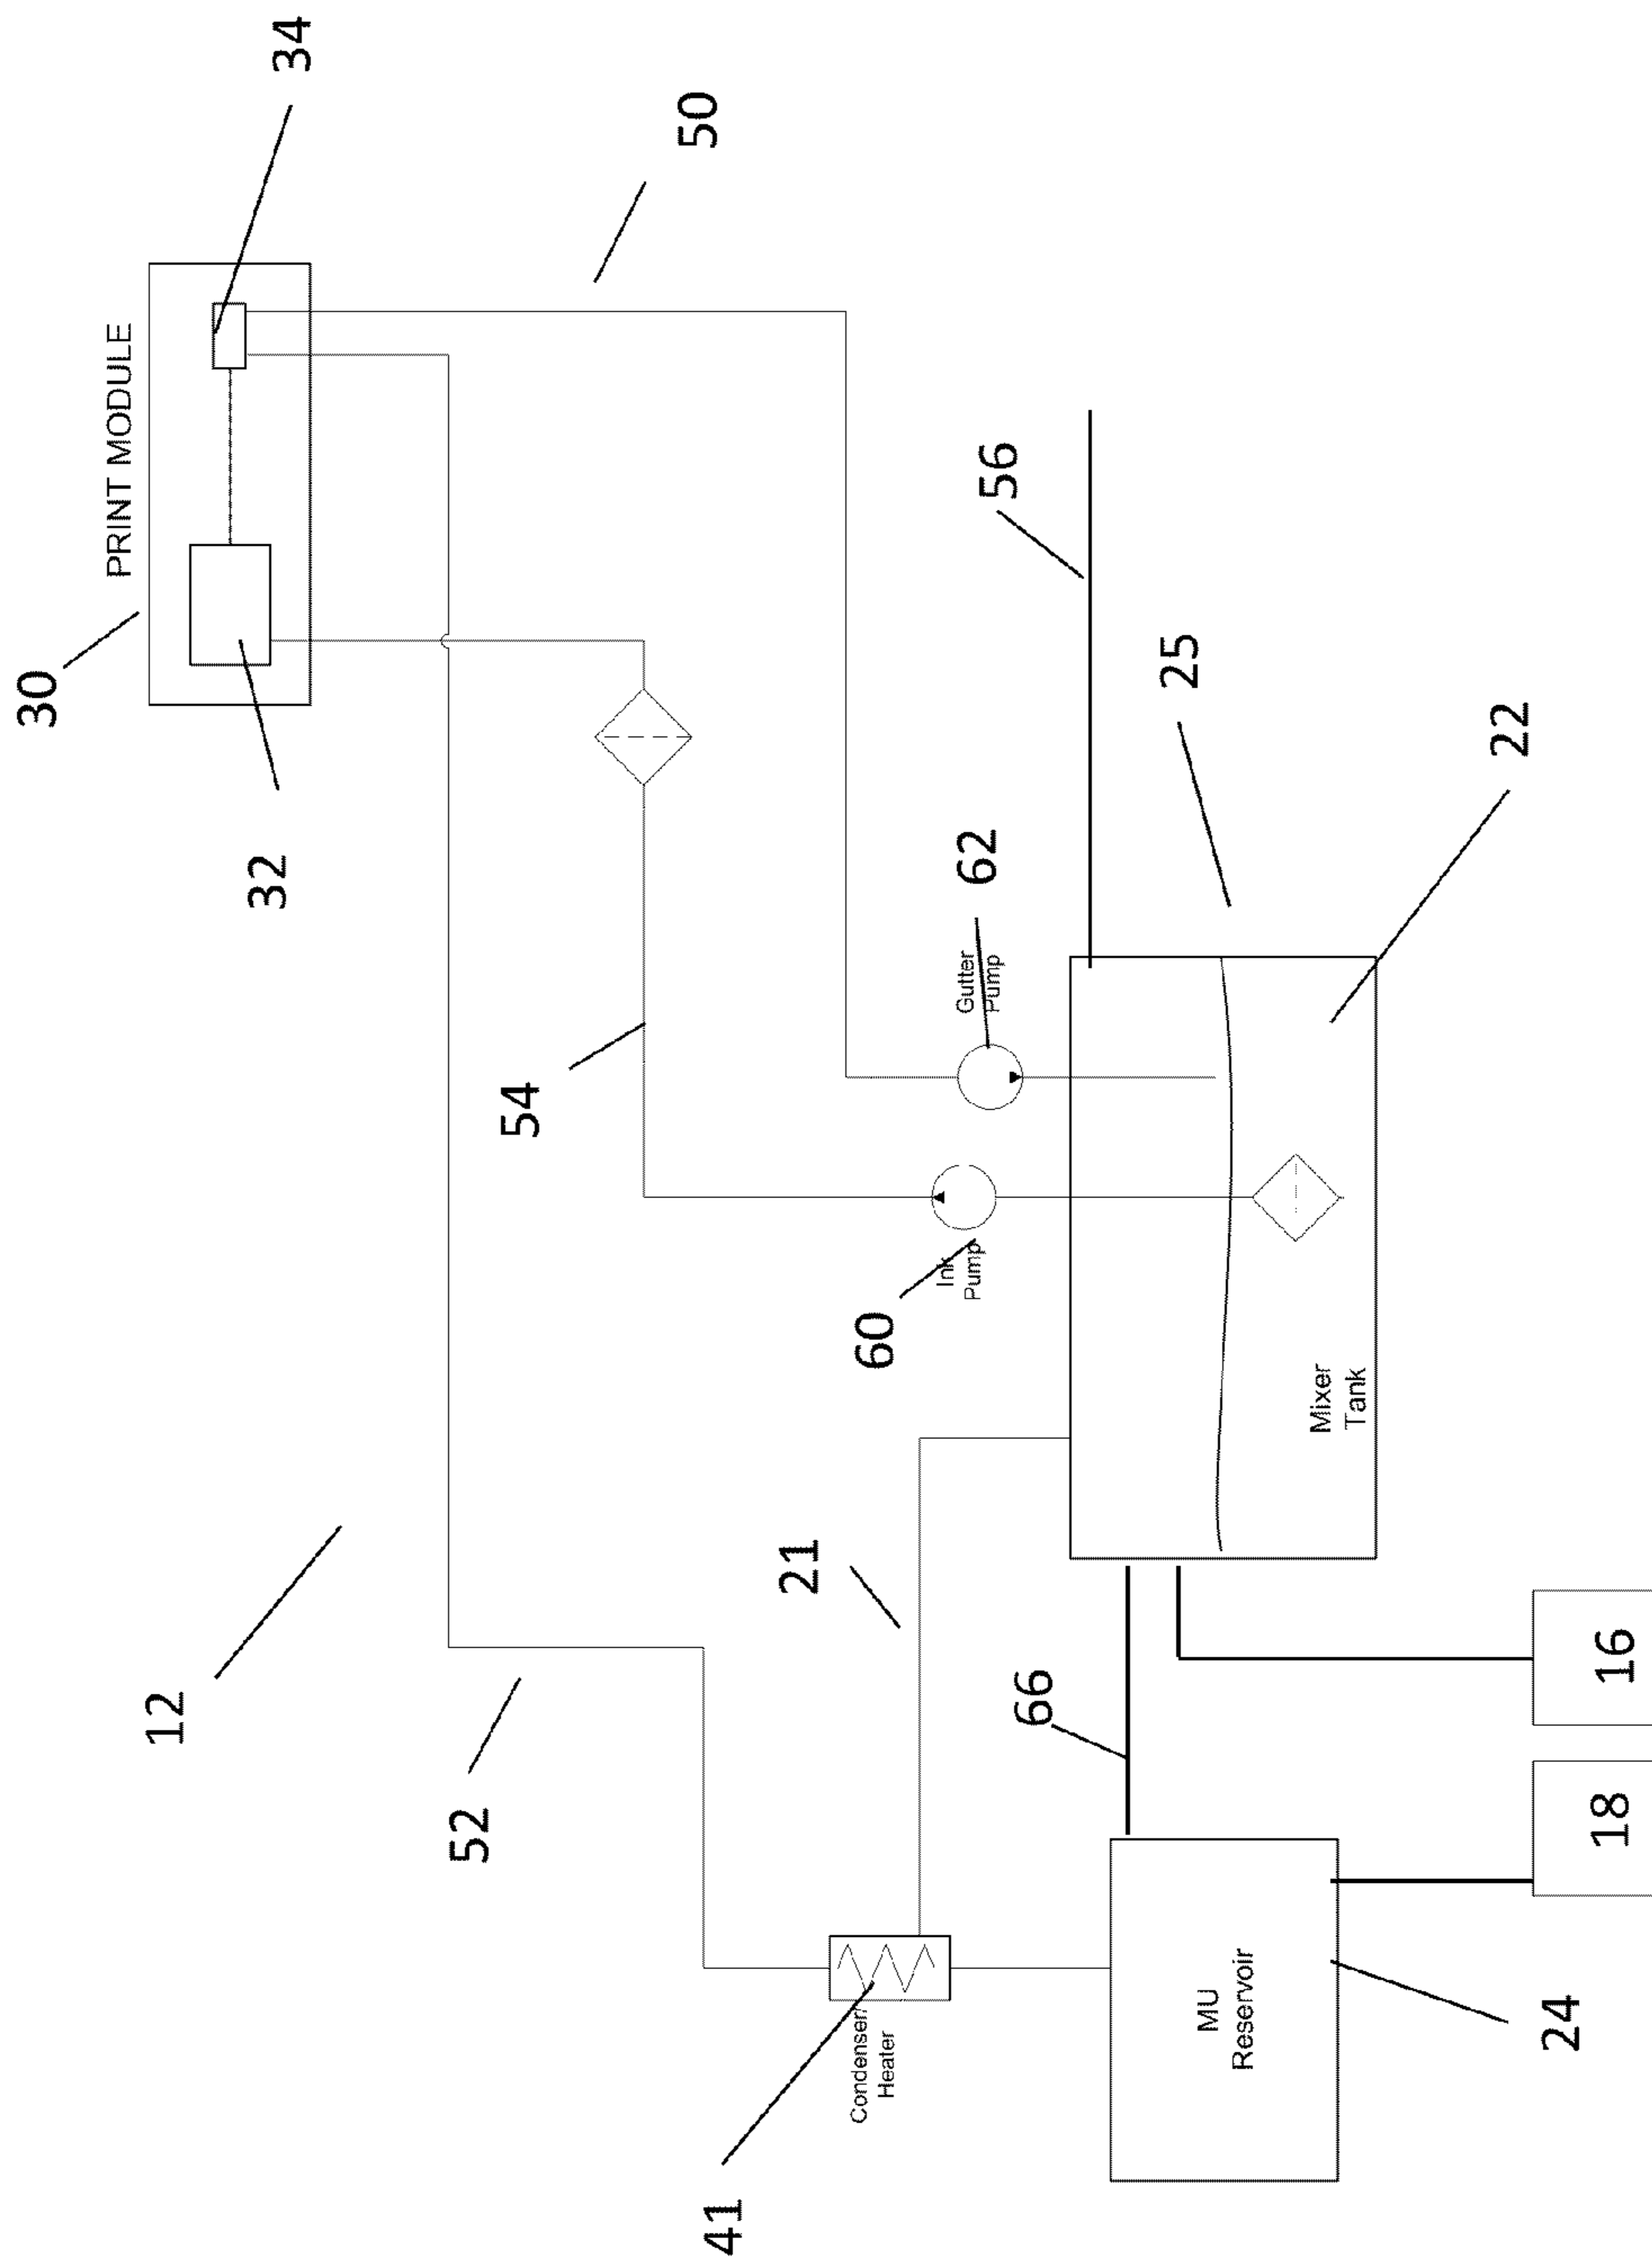 30
PRINT MODULE
12
32
34
52
54
50
41
21
Condenser/
Heater
60
Ink
Pump
62
Gutter
Pump
56
66
25
MU
Reservoir
Mixer
Tank
22
24
18
16